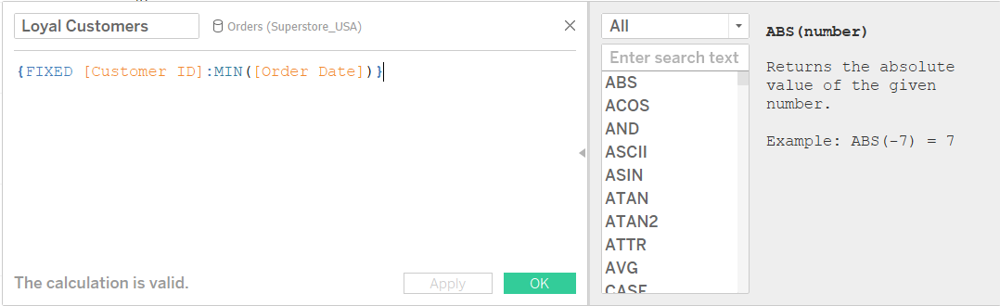 Loyal Customers
Orders (Superstore_USA)
{FIXED [Customer ID]:MIN([Order Date])}
The calculation is valid.
Apply
OK
All
Enter search text
ABS
ACOS
AND
ASCII
ASIN
ATAN
ATAN2
ATTR
AVG
CASE
ABS(number)
Returns the absolute
value of the given
number.
Example: ABS(-7) = 7